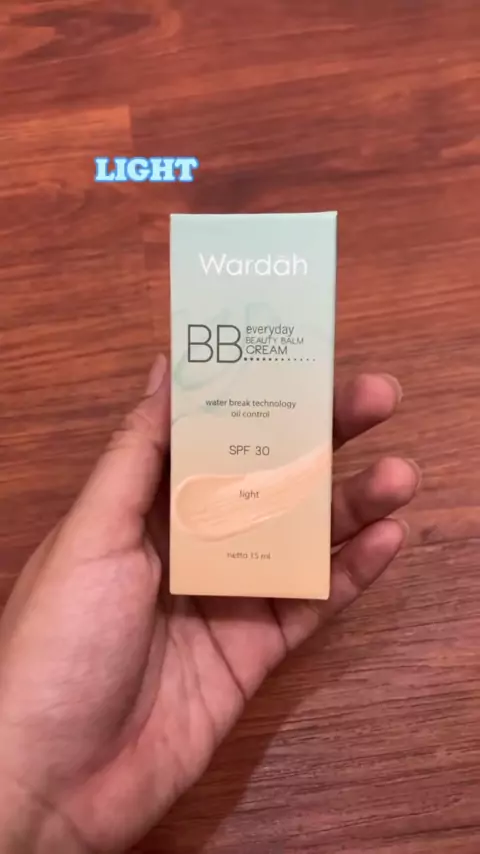 LIGHT
Wardah
BB everyday
BEAUTY BALM
CREAM
water break technology
oil control
SPF 30
light
netto 15 ml